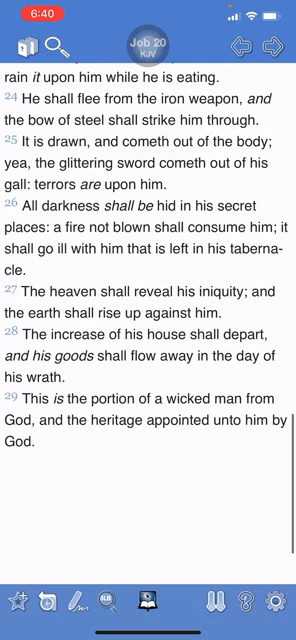 6:40
Job 20
KJV
rain it upon him while he is eating.
24 He shall flee from the iron weapon, and
the bow of steel shall strike him through.
25 It is drawn, and cometh out of the body;
yea, the glittering sword cometh out of his
gall: terrors are upon him.
26 All darkness shall be hid in his secret
places: a fire not blown shall consume him; it
shall go ill with him that is left in his taberna-
cle.
27 The heaven shall reveal his iniquity; and
the earth shall rise up against him.
28 The increase of his house shall depart,
and his goods shall flow away in the day of
his wrath.
29 This is the portion of a wicked man from
God, and the heritage appointed unto him by
God.